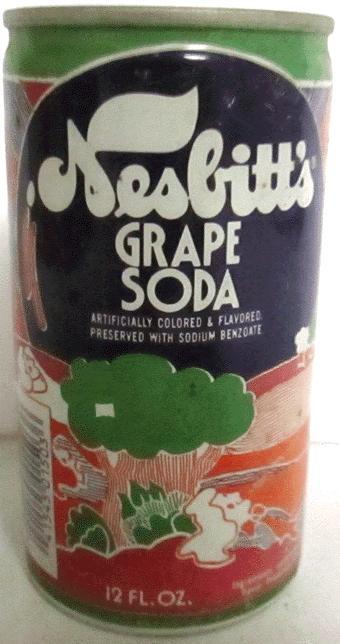 Nesbitt's
GRAPE
SODA
ARTIFICIALLY COLORED & FLAVORED.
PRESERVED WITH SODIUM BENZOATE
12 FL. OZ.